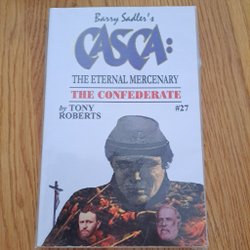 Barry Sadler's
CASCA:
THE ETERNAL MERCENARY
THE CONFEDERATE
by TONY #27
ROBERTS